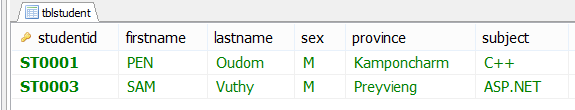 tblstudent
studentid firstname lastname sex province subject
ST0001 PEN Oudom M Kamponcharm C++
ST0003 SAM Vuthy M Preyvieng ASP.NET